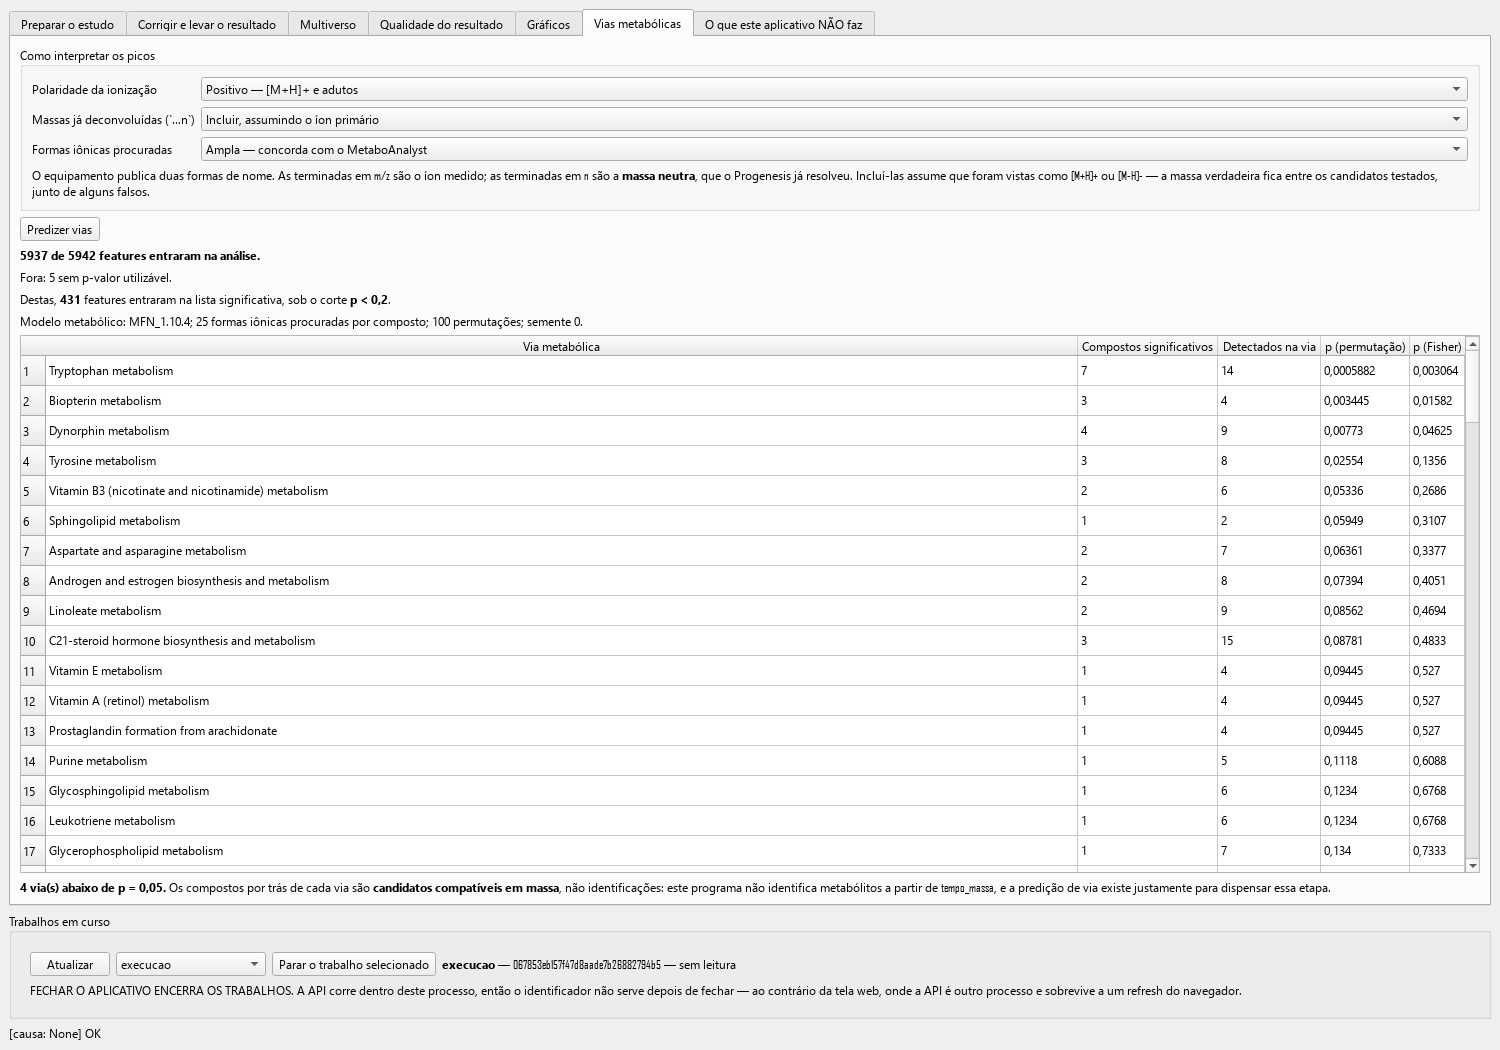 Preparar o estudo
Corrigir e levar o resultado
Multiverso
Qualidade do resultado
Gráficos
Vias metabólicas
O que este aplicativo NÃO faz
Como interpretar os picos
Polaridade da ionização
Positivo — [M+H]+ e adutos
Massas já deconvoluídas (`...n`)
Incluir, assumindo o íon primário
Formas iônicas procuradas
Ampla — concorda com o MetaboAnalyst
O equipamento publica duas formas de nome. As terminadas em m/z são o íon medido; as terminadas em n são a massa neutra, que o Progenesis já resolveu. Incluí-las assume que foram vistas como [M+H]+ ou [M-H]- — a massa verdadeira fica entre os candidatos testados,
junto de alguns falsos.
Predizer vias
5937 de 5942 features entraram na análise.
Fora: 5 sem p-valor utilizável.
Destas, 431 features entraram na lista significativa, sob o corte p < 0,2.
Modelo metabólico: MFN_1.10.4; 25 formas iônicas procuradas por composto; 100 permutações; semente 0.
Via metabólica Compostos significativos Detectados na via p (permutação) p (Fisher)
1 Tryptophan metabolism 7 14 0,0005882 0,003064
2 Biopterin metabolism 3 4 0,003445 0,01582
3 Dynorphin metabolism 4 9 0,00773 0,04625
4 Tyrosine metabolism 3 8 0,02554 0,1356
5 Vitamin B3 (nicotinate and nicotinamide) metabolism 2 6 0,05336 0,2686
6 Sphingolipid metabolism 1 2 0,05949 0,3107
7 Aspartate and asparagine metabolism 2 7 0,06361 0,3377
8 Androgen and estrogen biosynthesis and metabolism 2 8 0,07394 0,4051
9 Linoleate metabolism 2 9 0,08562 0,4694
10 C21-steroid hormone biosynthesis and metabolism 3 15 0,08781 0,4833
11 Vitamin E metabolism 1 4 0,09445 0,527
12 Vitamin A (retinol) metabolism 1 4 0,09445 0,527
13 Prostaglandin formation from arachidonate 1 4 0,09445 0,527
14 Purine metabolism 1 5 0,1118 0,6088
15 Glycosphingolipid metabolism 1 6 0,1234 0,6768
16 Leukotriene metabolism 1 6 0,1234 0,6768
17 Glycerophospholipid metabolism 1 7 0,134 0,7333
4 via(s) abaixo de p = 0,05. Os compostos por trás de cada via são candidatos compatíveis em massa, não identificações: este programa não identifica metabólitos a partir de tempo_massa, e a predição de via existe justamente para dispensar essa etapa.
Trabalhos em curso
Atualizar
execucao
Parar o trabalho selecionado
execucao — 067853eb157f47d8aade7b26882794b5 — sem leitura
FECHAR O APLICATIVO ENCERRA OS TRABALHOS. A API corre dentro deste processo, então o identificador não serve depois de fechar — ao contrário da tela web, onde a API é outro processo e sobrevive a um refresh do navegador.
[causa: None] OK